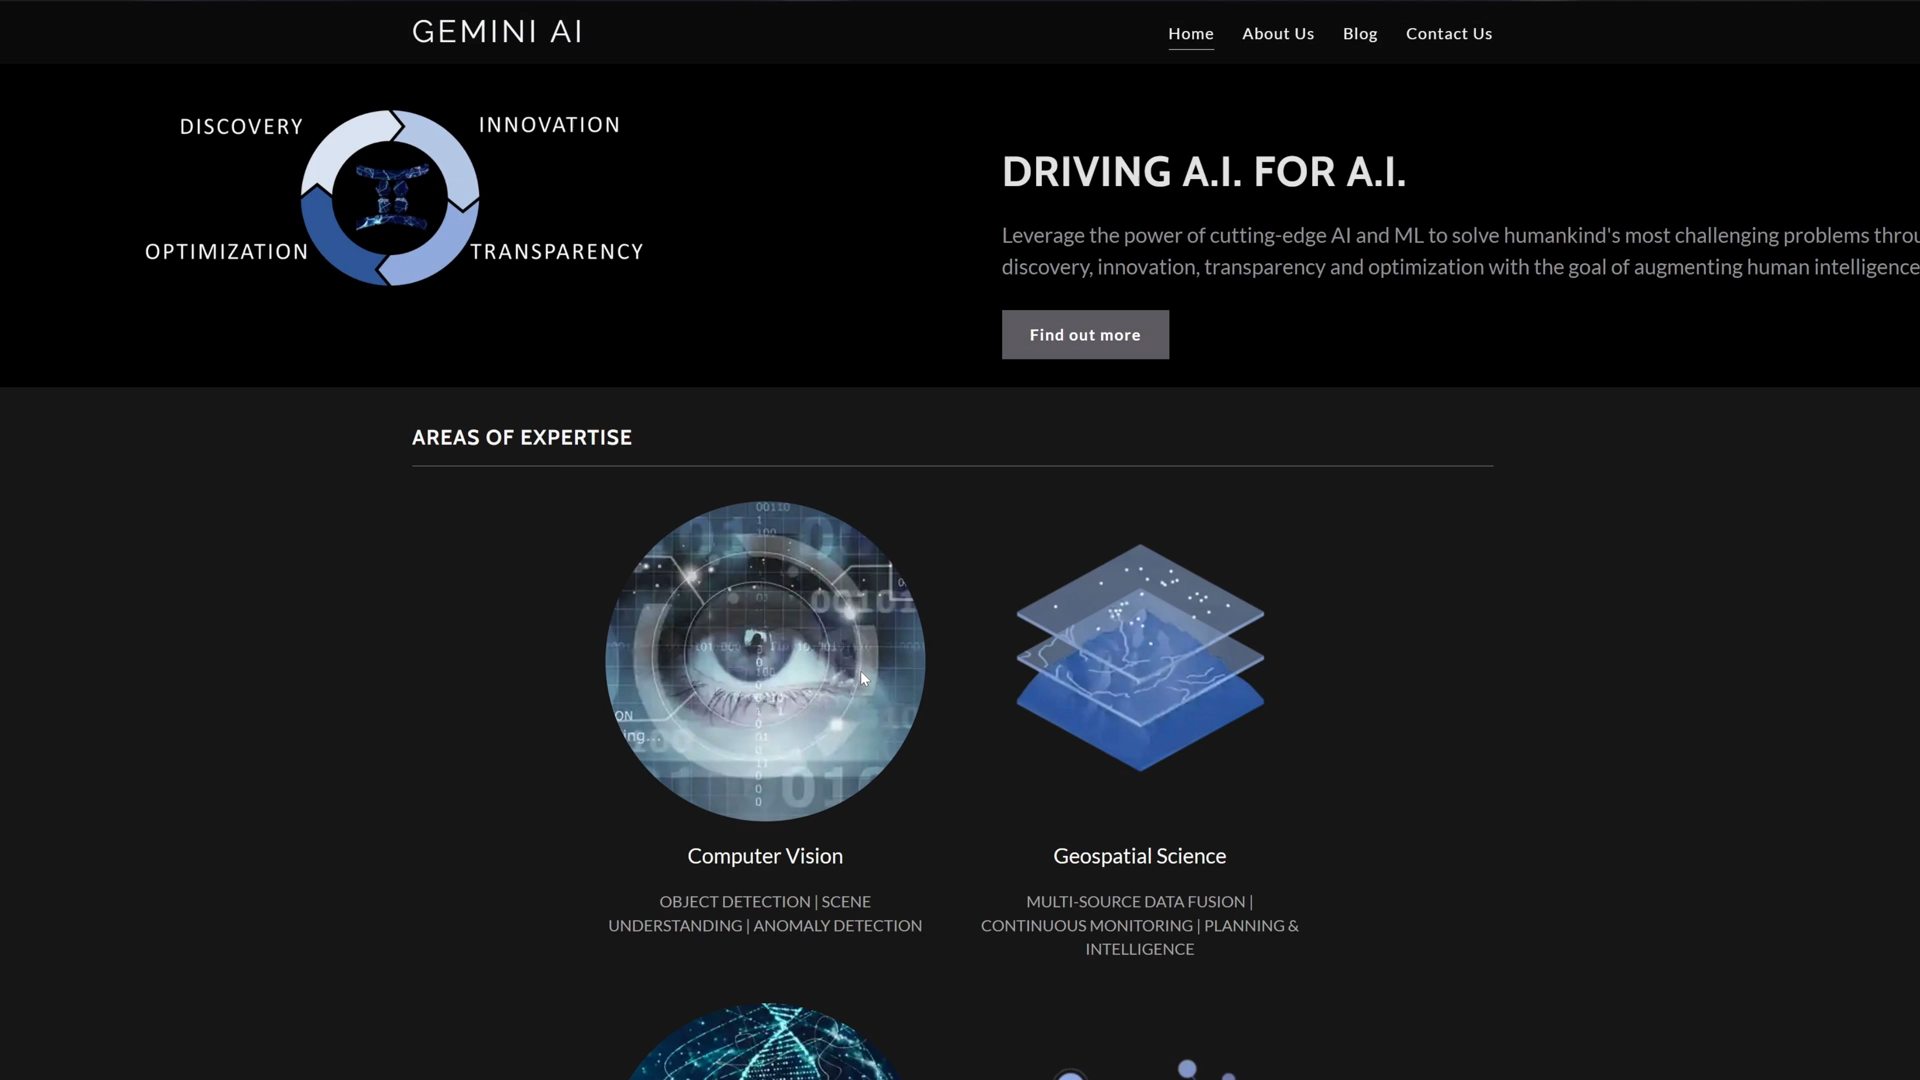 GEMINI AI
Home
About Us
Blog
Contact Us
DISCOVERY
INNOVATION
OPTIMIZATION
TRANSPARENCY
DRIVING A.I. FOR A.I.
Leverage the power of cutting-edge AI and ML to solve humankind's most challenging problems throu
discovery, innovation, transparency and optimization with the goal of augmenting human intelligence
Find out more
AREAS OF EXPERTISE
Computer Vision
OBJECT DETECTION | SCENE
UNDERSTANDING | ANOMALY DETECTION
Geospatial Science
MULTI-SOURCE DATA FUSION |
CONTINUOUS MONITORING | PLANNING &
INTELLIGENCE